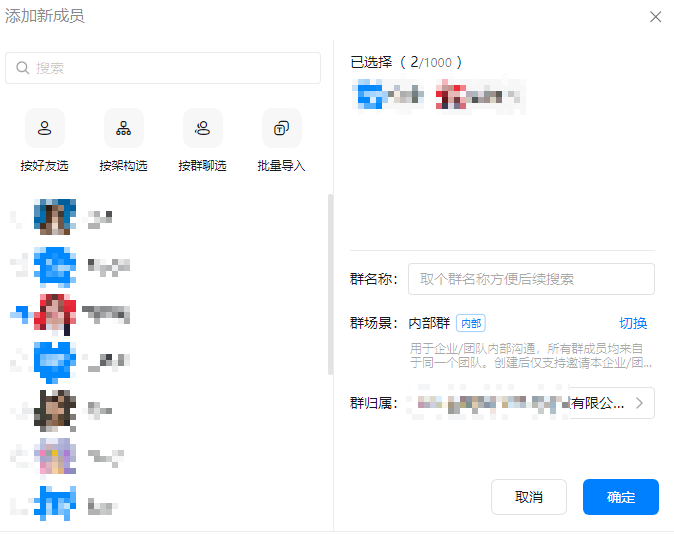 添加新成员
搜索
按好友选
按架构选
按群聊选
批量导入
已选择（ 2/1000 ）
群名称：
取个群名称方便后续搜索
群场景：
内部群
内部
切换
用于企业/团队内部沟通，所有群成员均来自
于同一个团队。创建后仅支持邀请本企业/团...
群归属：
有限公...
取消
确定